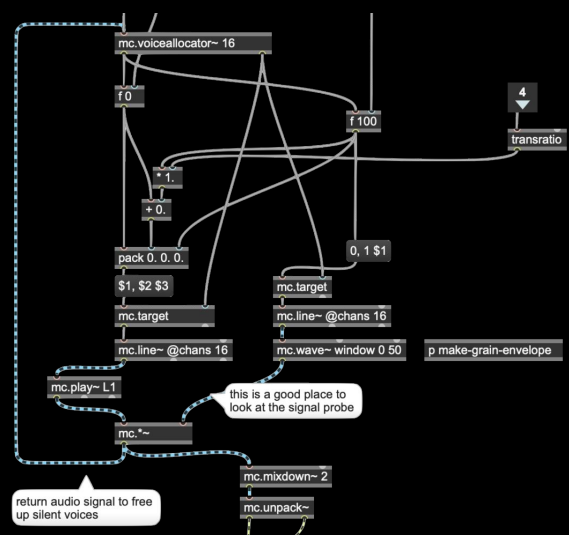 mc.voiceallocator~ 16
f 0
f 100
4
transratio
* 1.
+ 0.
pack 0. 0. 0.
0, 1 $1
$1, $2 $3
mc.target
mc.target
mc.line~ @chans 16
mc.line~ @chans 16
mc.wave~ window 0 50
p make-grain-envelope
mc.play~ L1
this is a good place to
look at the signal probe
mc.*~
mc.mixdown~ 2
return audio signal to free
up silent voices
mc.unpack~